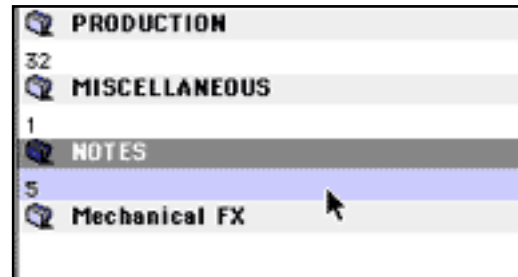 PRODUCTION
32
MISCELLANEOUS
1
NOTES
5
Mechanical FX